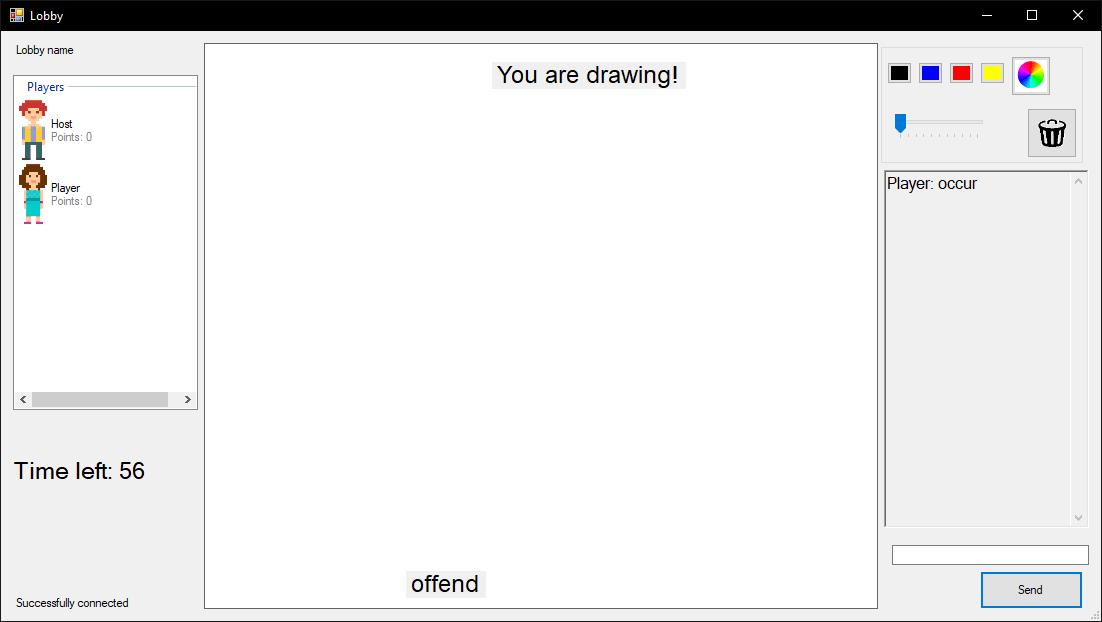 Lobby
Lobby name
Players
Host
Points: 0
Player
Points: 0
Time left: 56
Successfully connected
You are drawing!
offend
Player: occur
Send